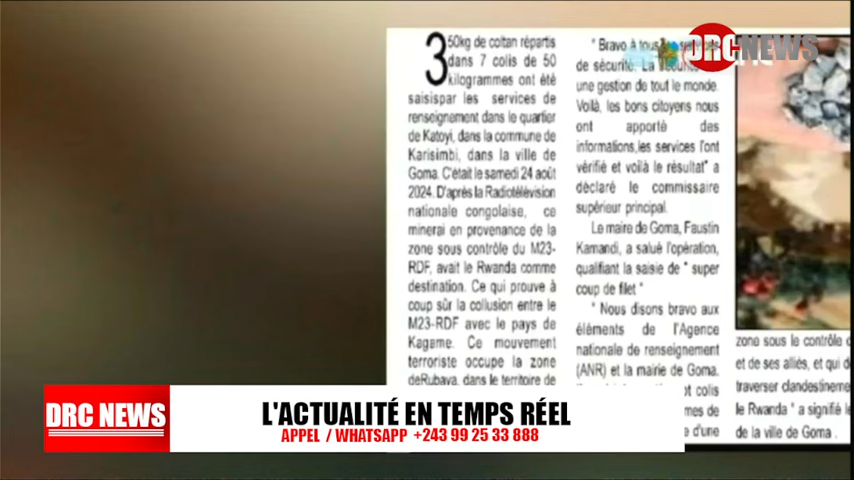 DRC NEWS
350kg de coltan répartis
dans 7 colis de 50
kilogrammes ont été
saisispar les services de
renseignement dans le quartier
de Katoyi, dans la commune de
Karisimbi, dans la ville de
Goma. C'était le samedi 24 août
2024. D'après la Radiotélévision
nationale congolaise, ce
minerai en provenance de la
zone sous contrôle du M23-
RDF, avait le Rwanda comme
destination. Ce qui prouve à
coup sûr la collusion entre le
M23-RDF avec le pays de
Kagame. Ce mouvement
terroriste occupe la zone
deRubaya, dans le territoire de
" Bravo à tous
de sécurité. La
une gestion de tout le monde.
Voilà, les bons citoyens nous
ont apporté des
informations,les services l'ont
vérifié et voilà le résultat" a
déclaré le commissaire
supérieur principal.
Le maire de Goma, Faustin
Kamandi, a salué l'opération,
qualifiant la saisie de " super
coup de filet "
" Nous disons bravo aux
éléments de l'Agence
nationale de renseignement
(ANR) et la mairie de Goma.
colis
de
e d'une
zone sous le contrôle
et de ses alliés, et qui
traverser
le Rwanda " a signifié
de la ville de Goma .
DRC NEWS
L'ACTUALITÉ EN TEMPS RÉEL
APPEL / WHATSAPP +243 99 25 33 888